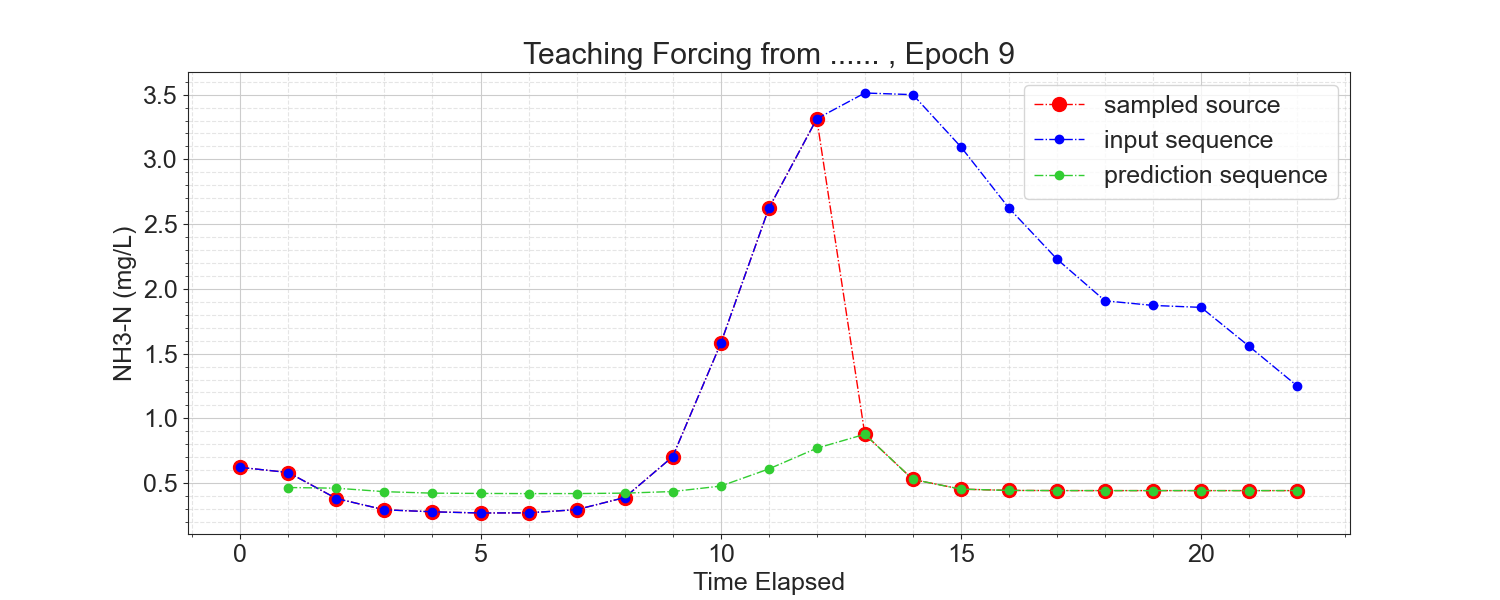 Teaching Forcing from ...... , Epoch 9
sampled source
input sequence
prediction sequence
NH3-N (mg/L)
3.5
3.0
2.5
2.0
1.5
1.0
0.5
0 5 10 15 20
Time Elapsed